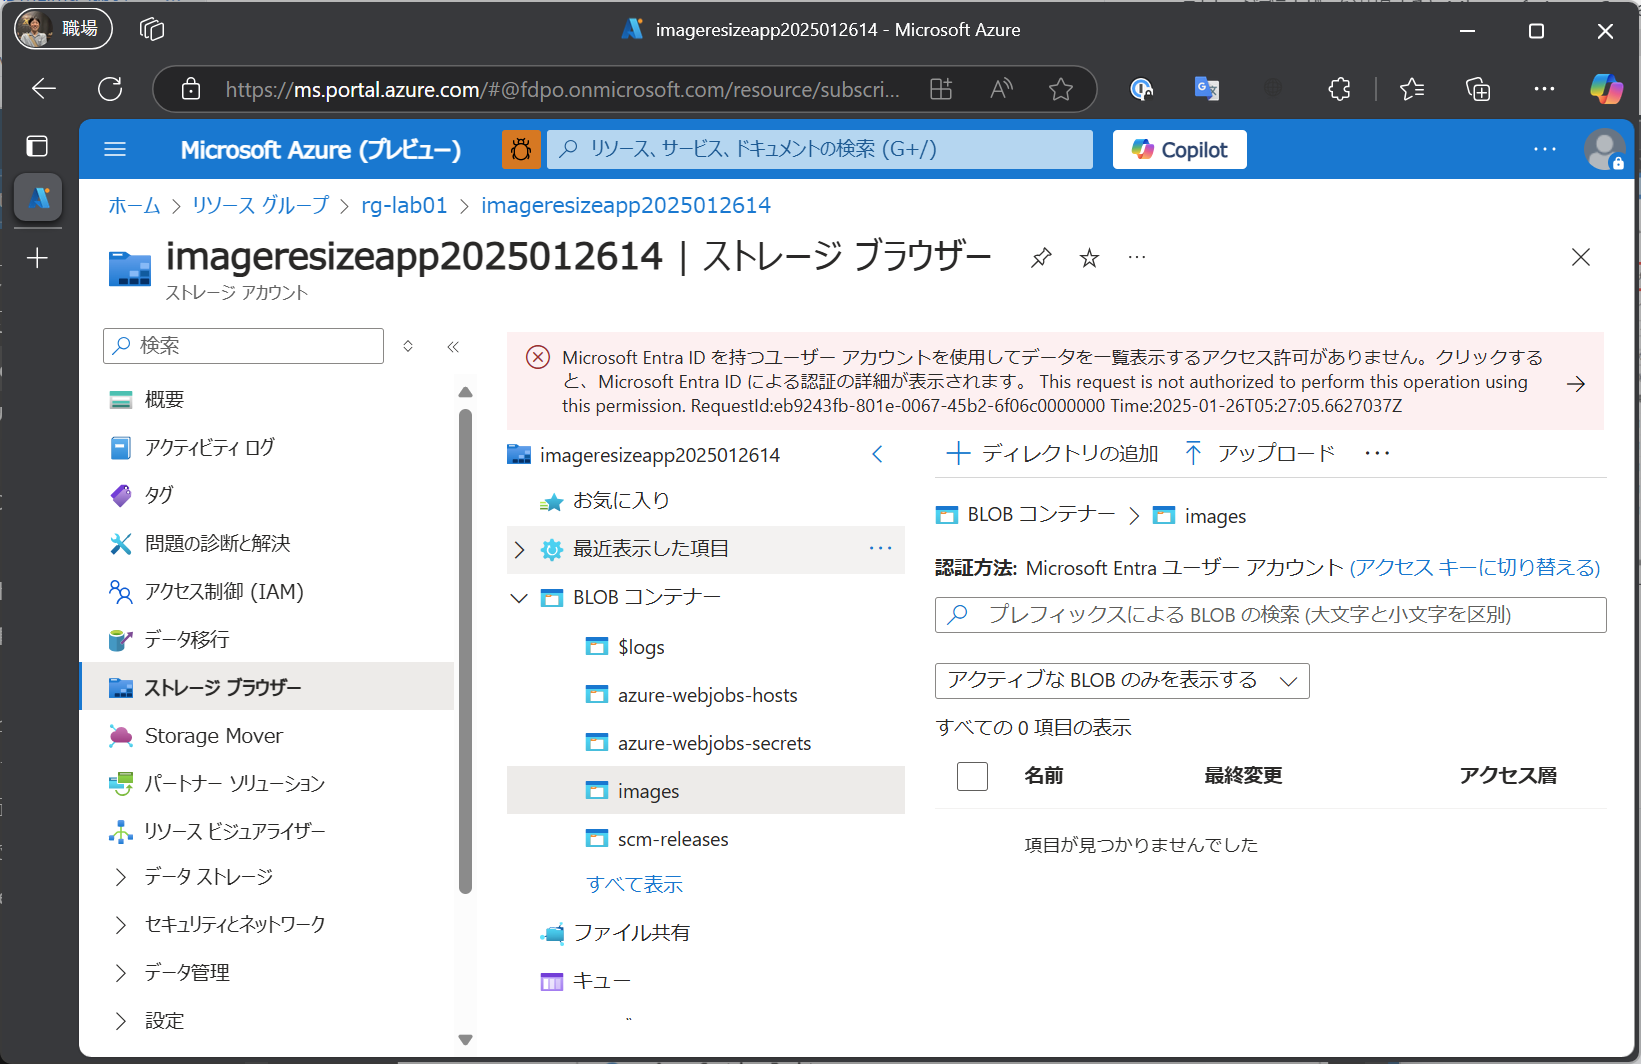 職場
imageresizeapp2025012614 - Microsoft Azure
https://ms.portal.azure.com/#@fdpo.onmicrosoft.com/resource/subscri...
Microsoft Azure (プレビュー)
リソース、サービス、ドキュメントの検索 (G+/)
Copilot
ホーム > リソース グループ > rg-lab01 > imageresizeapp2025012614
imageresizeapp2025012614 | ストレージ ブラウザー
ストレージ アカウント
検索
概要
アクティビティ ログ
タグ
問題の診断と解決
アクセス制御 (IAM)
データ移行
ストレージ ブラウザー
Storage Mover
パートナー ソリューション
リソース ビジュアライザー
データ ストレージ
セキュリティとネットワーク
データ管理
設定
Microsoft Entra ID を持つユーザー アカウントを使用してデータを一覧表示するアクセス許可がありません。クリックする
と、Microsoft Entra ID による認証の詳細が表示されます。 This request is not authorized to perform this operation using
this permission. RequestId:eb9243fb-801e-0067-45b2-6f06c0000000 Time:2025-01-26T05:27:05.6627037Z
imageresizeapp2025012614
お気に入り
最近表示した項目
BLOB コンテナー
$logs
azure-webjobs-hosts
azure-webjobs-secrets
images
scm-releases
すべて表示
ファイル共有
キュー
ディレクトリの追加
アップロード
BLOB コンテナー > images
認証方法: Microsoft Entra ユーザー アカウント (アクセス キーに切り替える)
プレフィックスによる BLOB の検索 (大文字と小文字を区別)
アクティブな BLOB のみを表示する
すべての 0 項目の表示
名前 最終変更 アクセス層
項目が見つかりませんでした